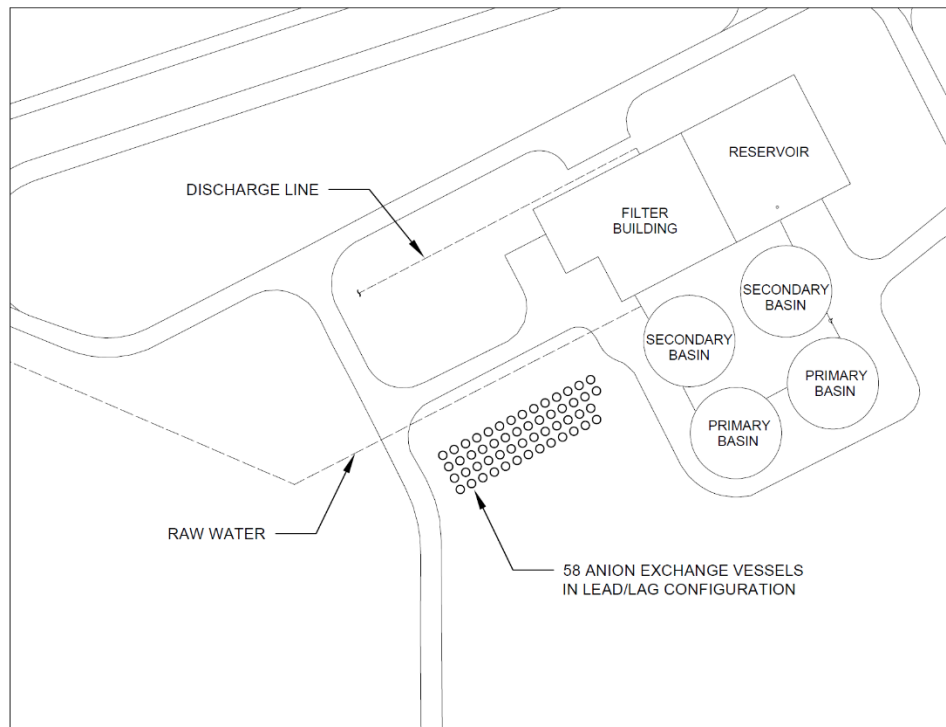 RESERVOIR
DISCHARGE LINE
FILTER
BUILDING
SECONDARY
BASIN
SECONDARY
BASIN
PRIMARY
BASIN
PRIMARY
BASIN
RAW WATER
58 ANION EXCHANGE VESSELS
IN LEAD/LAG CONFIGURATION